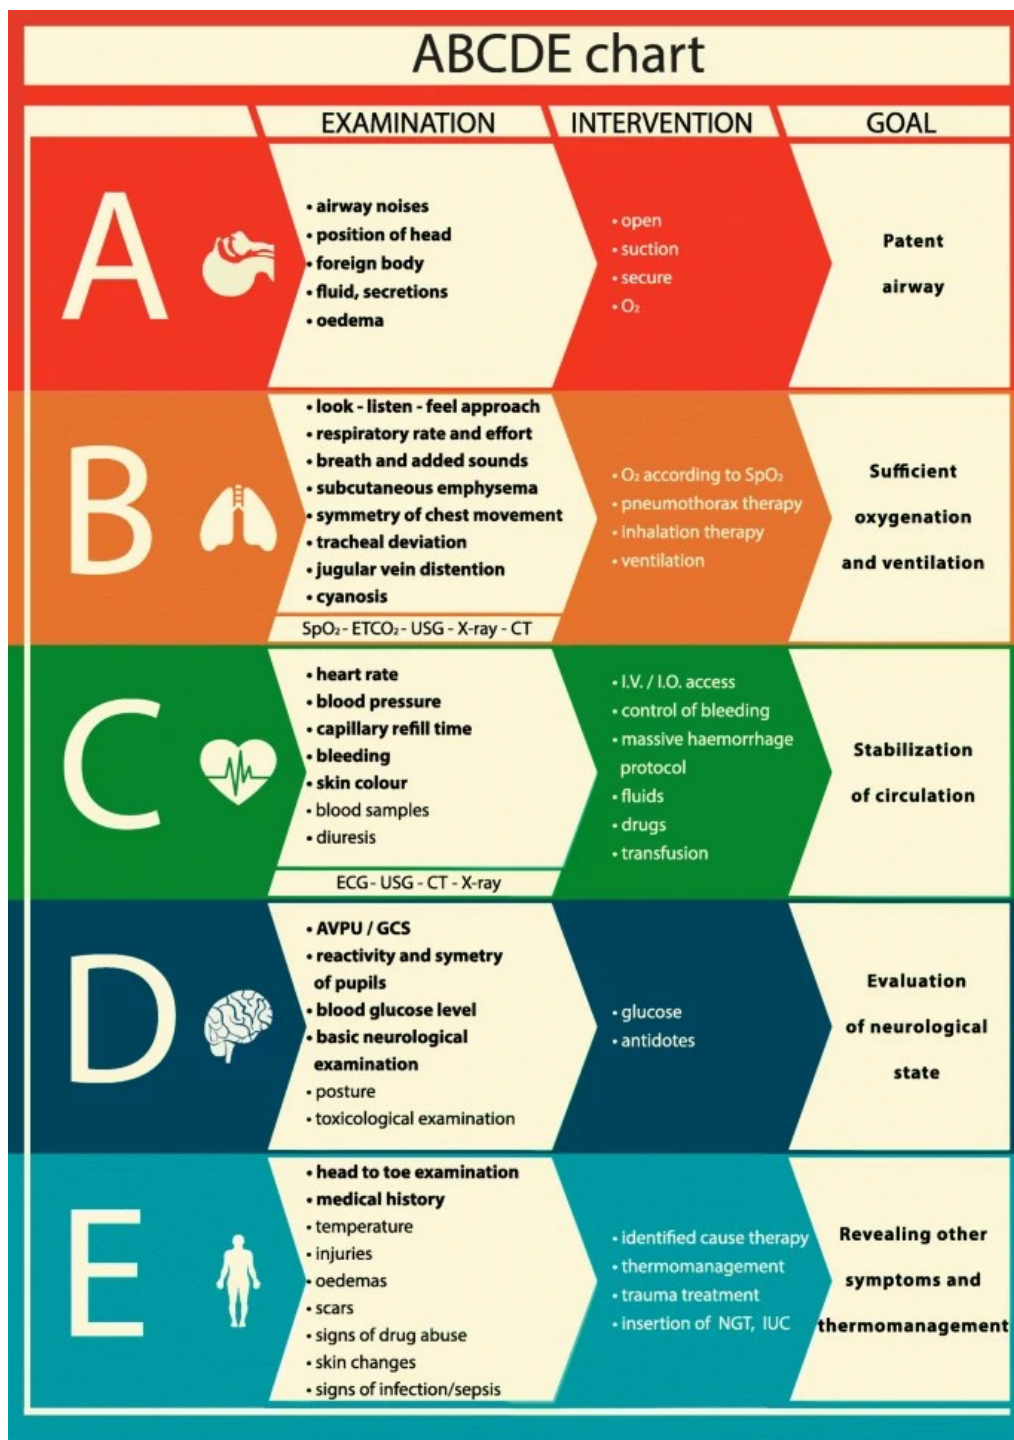 ABCDE chart
EXAMINATION INTERVENTION GOAL
A
• airway noises
• position of head
• foreign body
• fluid, secretions
• oedema
• open
• suction
• secure
• O₂
Patent
airway
B
• look - listen - feel approach
• respiratory rate and effort
• breath and added sounds
• subcutaneous emphysema
• symmetry of chest movement
• tracheal deviation
• jugular vein distention
• cyanosis
SpO₂ - ETCO₂ - USG - X-ray - CT
• O₂ according to SpO₂
• pneumothorax therapy
• inhalation therapy
• ventilation
Sufficient
oxygenation
and ventilation
C
• heart rate
• blood pressure
• capillary refill time
• bleeding
• skin colour
• blood samples
• diuresis
ECG - USG - CT - X-ray
• I.V. / I.O. access
• control of bleeding
• massive haemorrhage
protocol
• fluids
• drugs
• transfusion
Stabilization
of circulation
D
• AVPU / GCS
• reactivity and symetry
of pupils
• blood glucose level
• basic neurological
examination
• posture
• toxicological examination
• glucose
• antidotes
Evaluation
of neurological
state
E
• head to toe examination
• medical history
• temperature
• injuries
• oedemas
• scars
• signs of drug abuse
• skin changes
• signs of infection/sepsis
• identified cause therapy
• thermomanagement
• trauma treatment
• insertion of NGT, IUC
Revealing other
symptoms and
thermomanagement